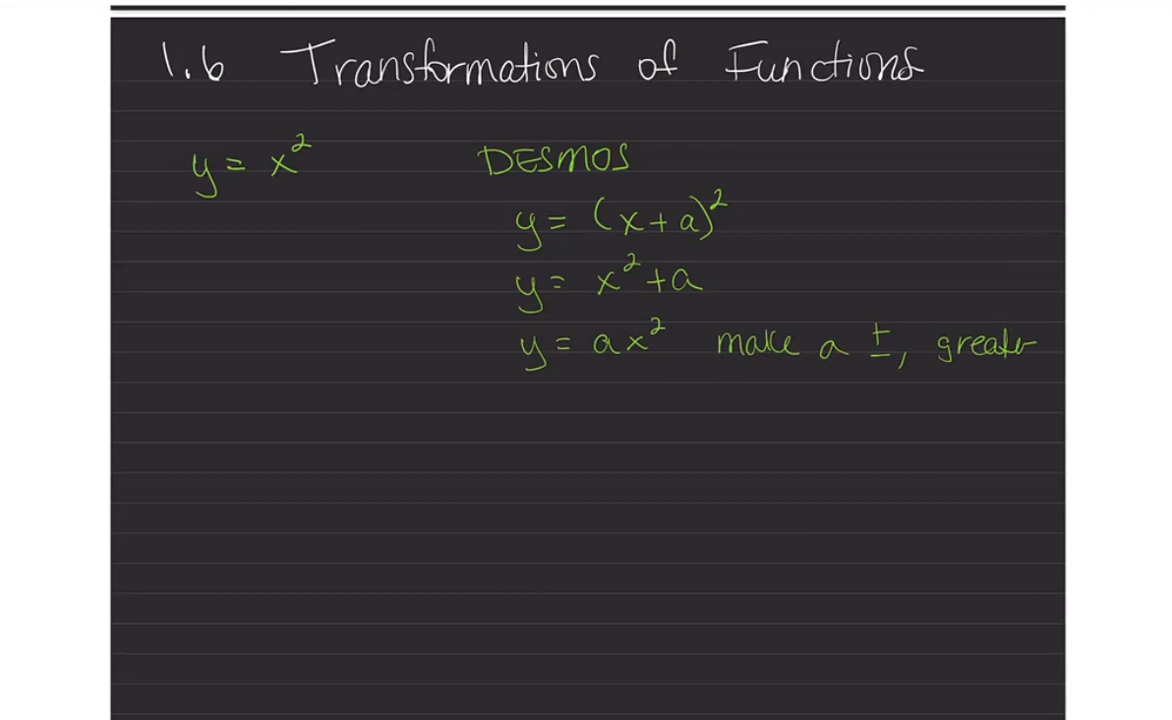 1.6 Transformations of Functions
y = x² DESMOS
y = (x + a)²
y = x² + a
y = ax² make a ±, greater